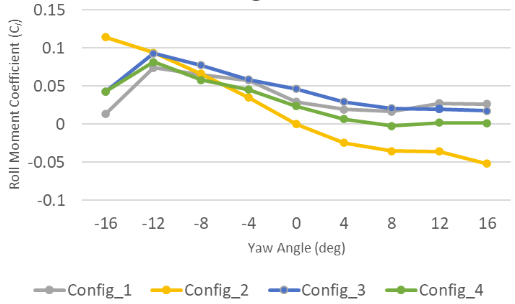 0.15
0.1
0.05
0
-0.05
-0.1
Roll Moment Coefficient (Cl)
-16 -12 -8 -4 0 4 8 12 16
Yaw Angle (deg)
Config_1 Config_2 Config_3 Config_4